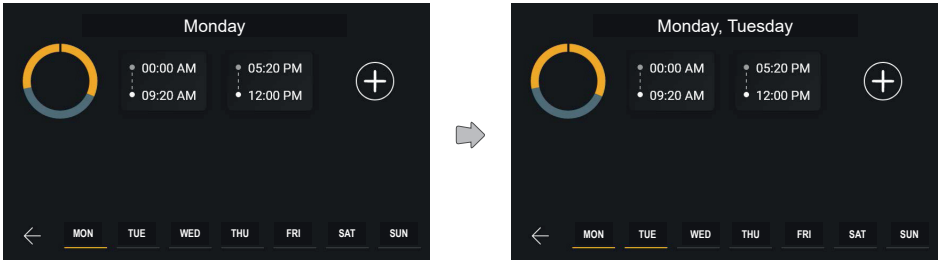 Monday
00:00 AM 05:20 PM
09:20 AM 12:00 PM
MON TUE WED THU FRI SAT SUN
Monday, Tuesday
00:00 AM 05:20 PM
09:20 AM 12:00 PM
MON TUE WED THU FRI SAT SUN